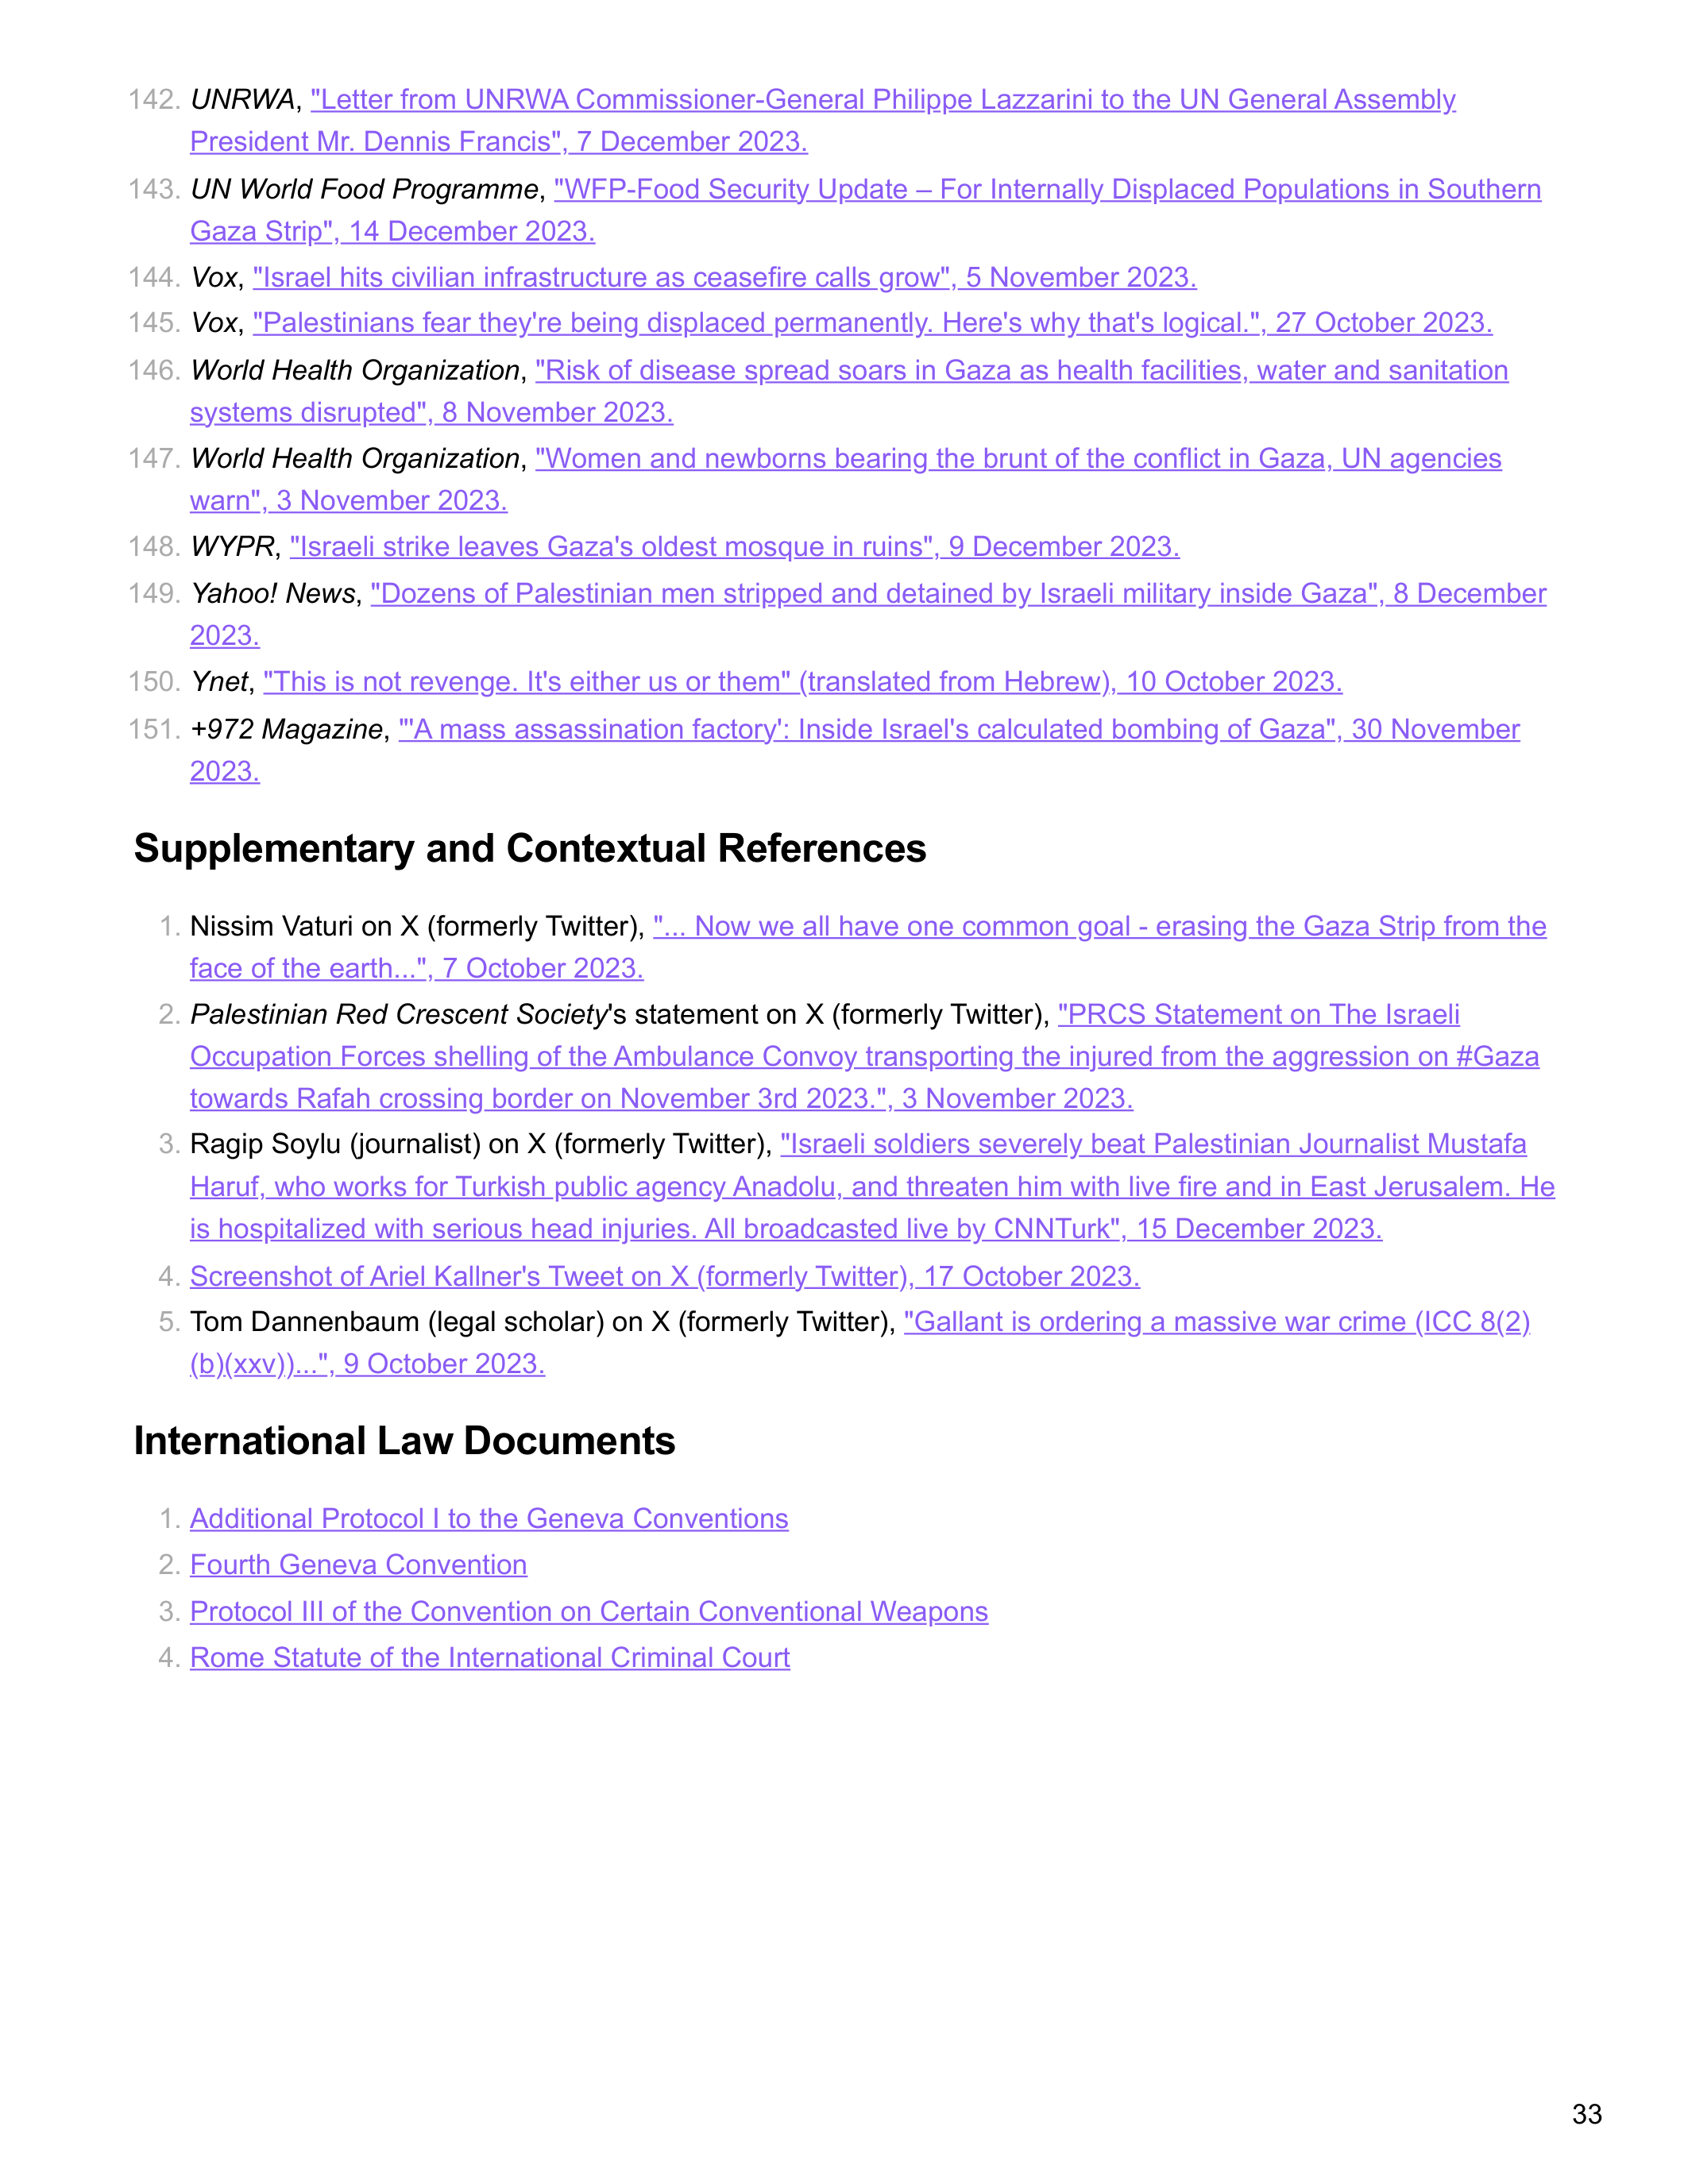 142. UNRWA, "Letter from UNRWA Commissioner-General Philippe Lazzarini to the UN General Assembly
President Mr. Dennis Francis", 7 December 2023.
143. UN World Food Programme, "WFP-Food Security Update – For Internally Displaced Populations in Southern
Gaza Strip", 14 December 2023.
144. Vox, "Israel hits civilian infrastructure as ceasefire calls grow", 5 November 2023.
145. Vox, "Palestinians fear they're being displaced permanently. Here's why that's logical.", 27 October 2023.
146. World Health Organization, "Risk of disease spread soars in Gaza as health facilities, water and sanitation
systems disrupted", 8 November 2023.
147. World Health Organization, "Women and newborns bearing the brunt of the conflict in Gaza, UN agencies
warn", 3 November 2023.
148. WYPR, "Israeli strike leaves Gaza's oldest mosque in ruins", 9 December 2023.
149. Yahoo! News, "Dozens of Palestinian men stripped and detained by Israeli military inside Gaza", 8 December
2023.
150. Ynet, "This is not revenge. It's either us or them" (translated from Hebrew), 10 October 2023.
151. +972 Magazine, "'A mass assassination factory': Inside Israel's calculated bombing of Gaza", 30 November
2023.
Supplementary and Contextual References
1. Nissim Vaturi on X (formerly Twitter), "... Now we all have one common goal - erasing the Gaza Strip from the
face of the earth...", 7 October 2023.
2. Palestinian Red Crescent Society's statement on X (formerly Twitter), "PRCS Statement on The Israeli
Occupation Forces shelling of the Ambulance Convoy transporting the injured from the aggression on #Gaza
towards Rafah crossing border on November 3rd 2023.", 3 November 2023.
3. Ragip Soylu (journalist) on X (formerly Twitter), "Israeli soldiers severely beat Palestinian Journalist Mustafa
Haruf, who works for Turkish public agency Anadolu, and threaten him with live fire and in East Jerusalem. He
is hospitalized with serious head injuries. All broadcasted live by CNNTurk", 15 December 2023.
4. Screenshot of Ariel Kallner's Tweet on X (formerly Twitter), 17 October 2023.
5. Tom Dannenbaum (legal scholar) on X (formerly Twitter), "Gallant is ordering a massive war crime (ICC 8(2)
(b)(xxv))...", 9 October 2023.
International Law Documents
1. Additional Protocol I to the Geneva Conventions
2. Fourth Geneva Convention
3. Protocol III of the Convention on Certain Conventional Weapons
4. Rome Statute of the International Criminal Court
33